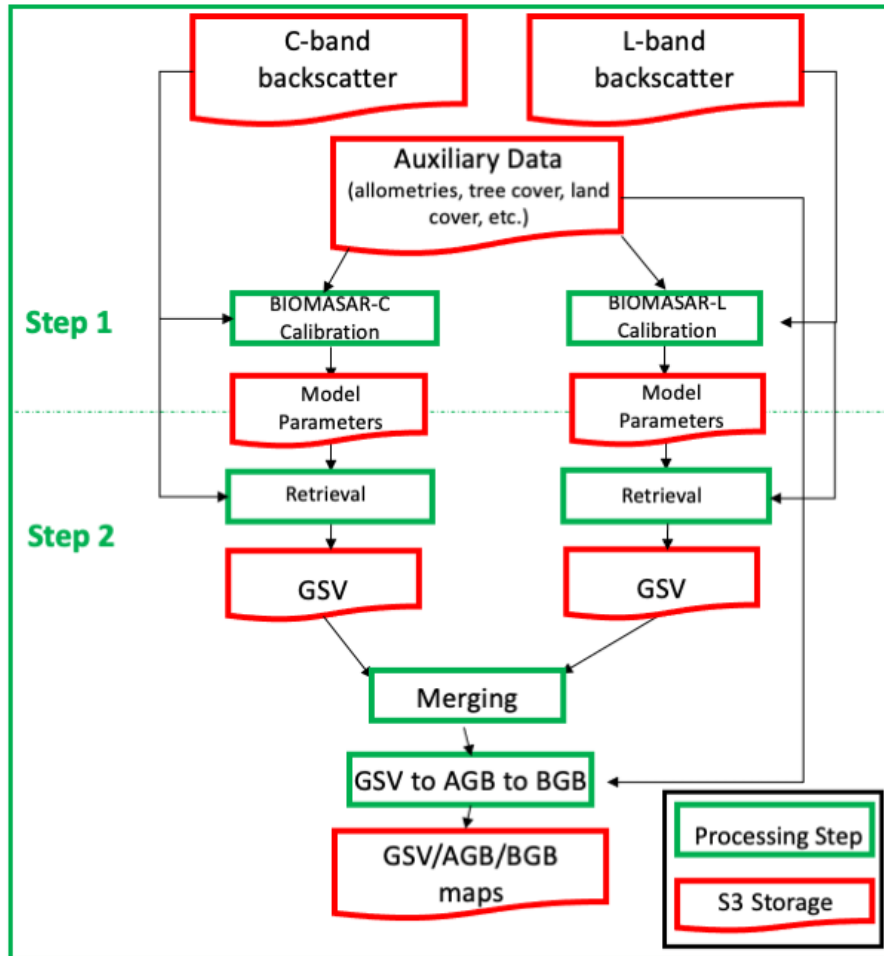 C-band
backscatter
L-band
backscatter
Auxiliary Data
(allometries, tree cover, land
cover, etc.)
Step 1
BIOMASAR-C
Calibration
BIOMASAR-L
Calibration
Model
Parameters
Model
Parameters
Step 2
Retrieval
Retrieval
GSV
GSV
Merging
GSV to AGB to BGB
GSV/AGB/BGB
maps
Processing Step
S3 Storage